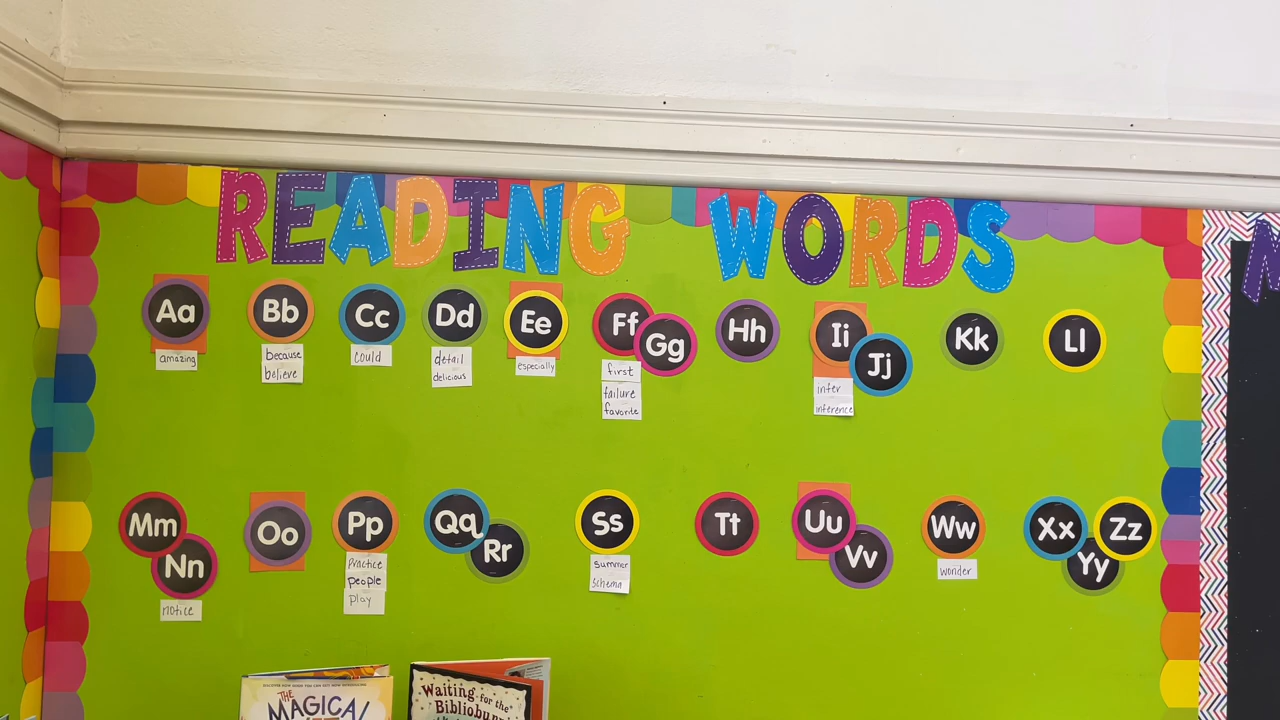 READING WORDS
Aa
amazing
Bb
because
believe
Cc
could
Dd
detail
delicious
Ee
especially
Ff
Gg
first
failure
favorite
Hh
Ii
Jj
infer
inference
Kk
Ll
Mm
Nn
notice
Oo
Pp
Practice
people
play
Qq
Rr
Ss
summer
schema
Tt
Uu
Vv
Ww
wonder
Xx
Yy
Zz
THE
MAGICAL
Waiting for the